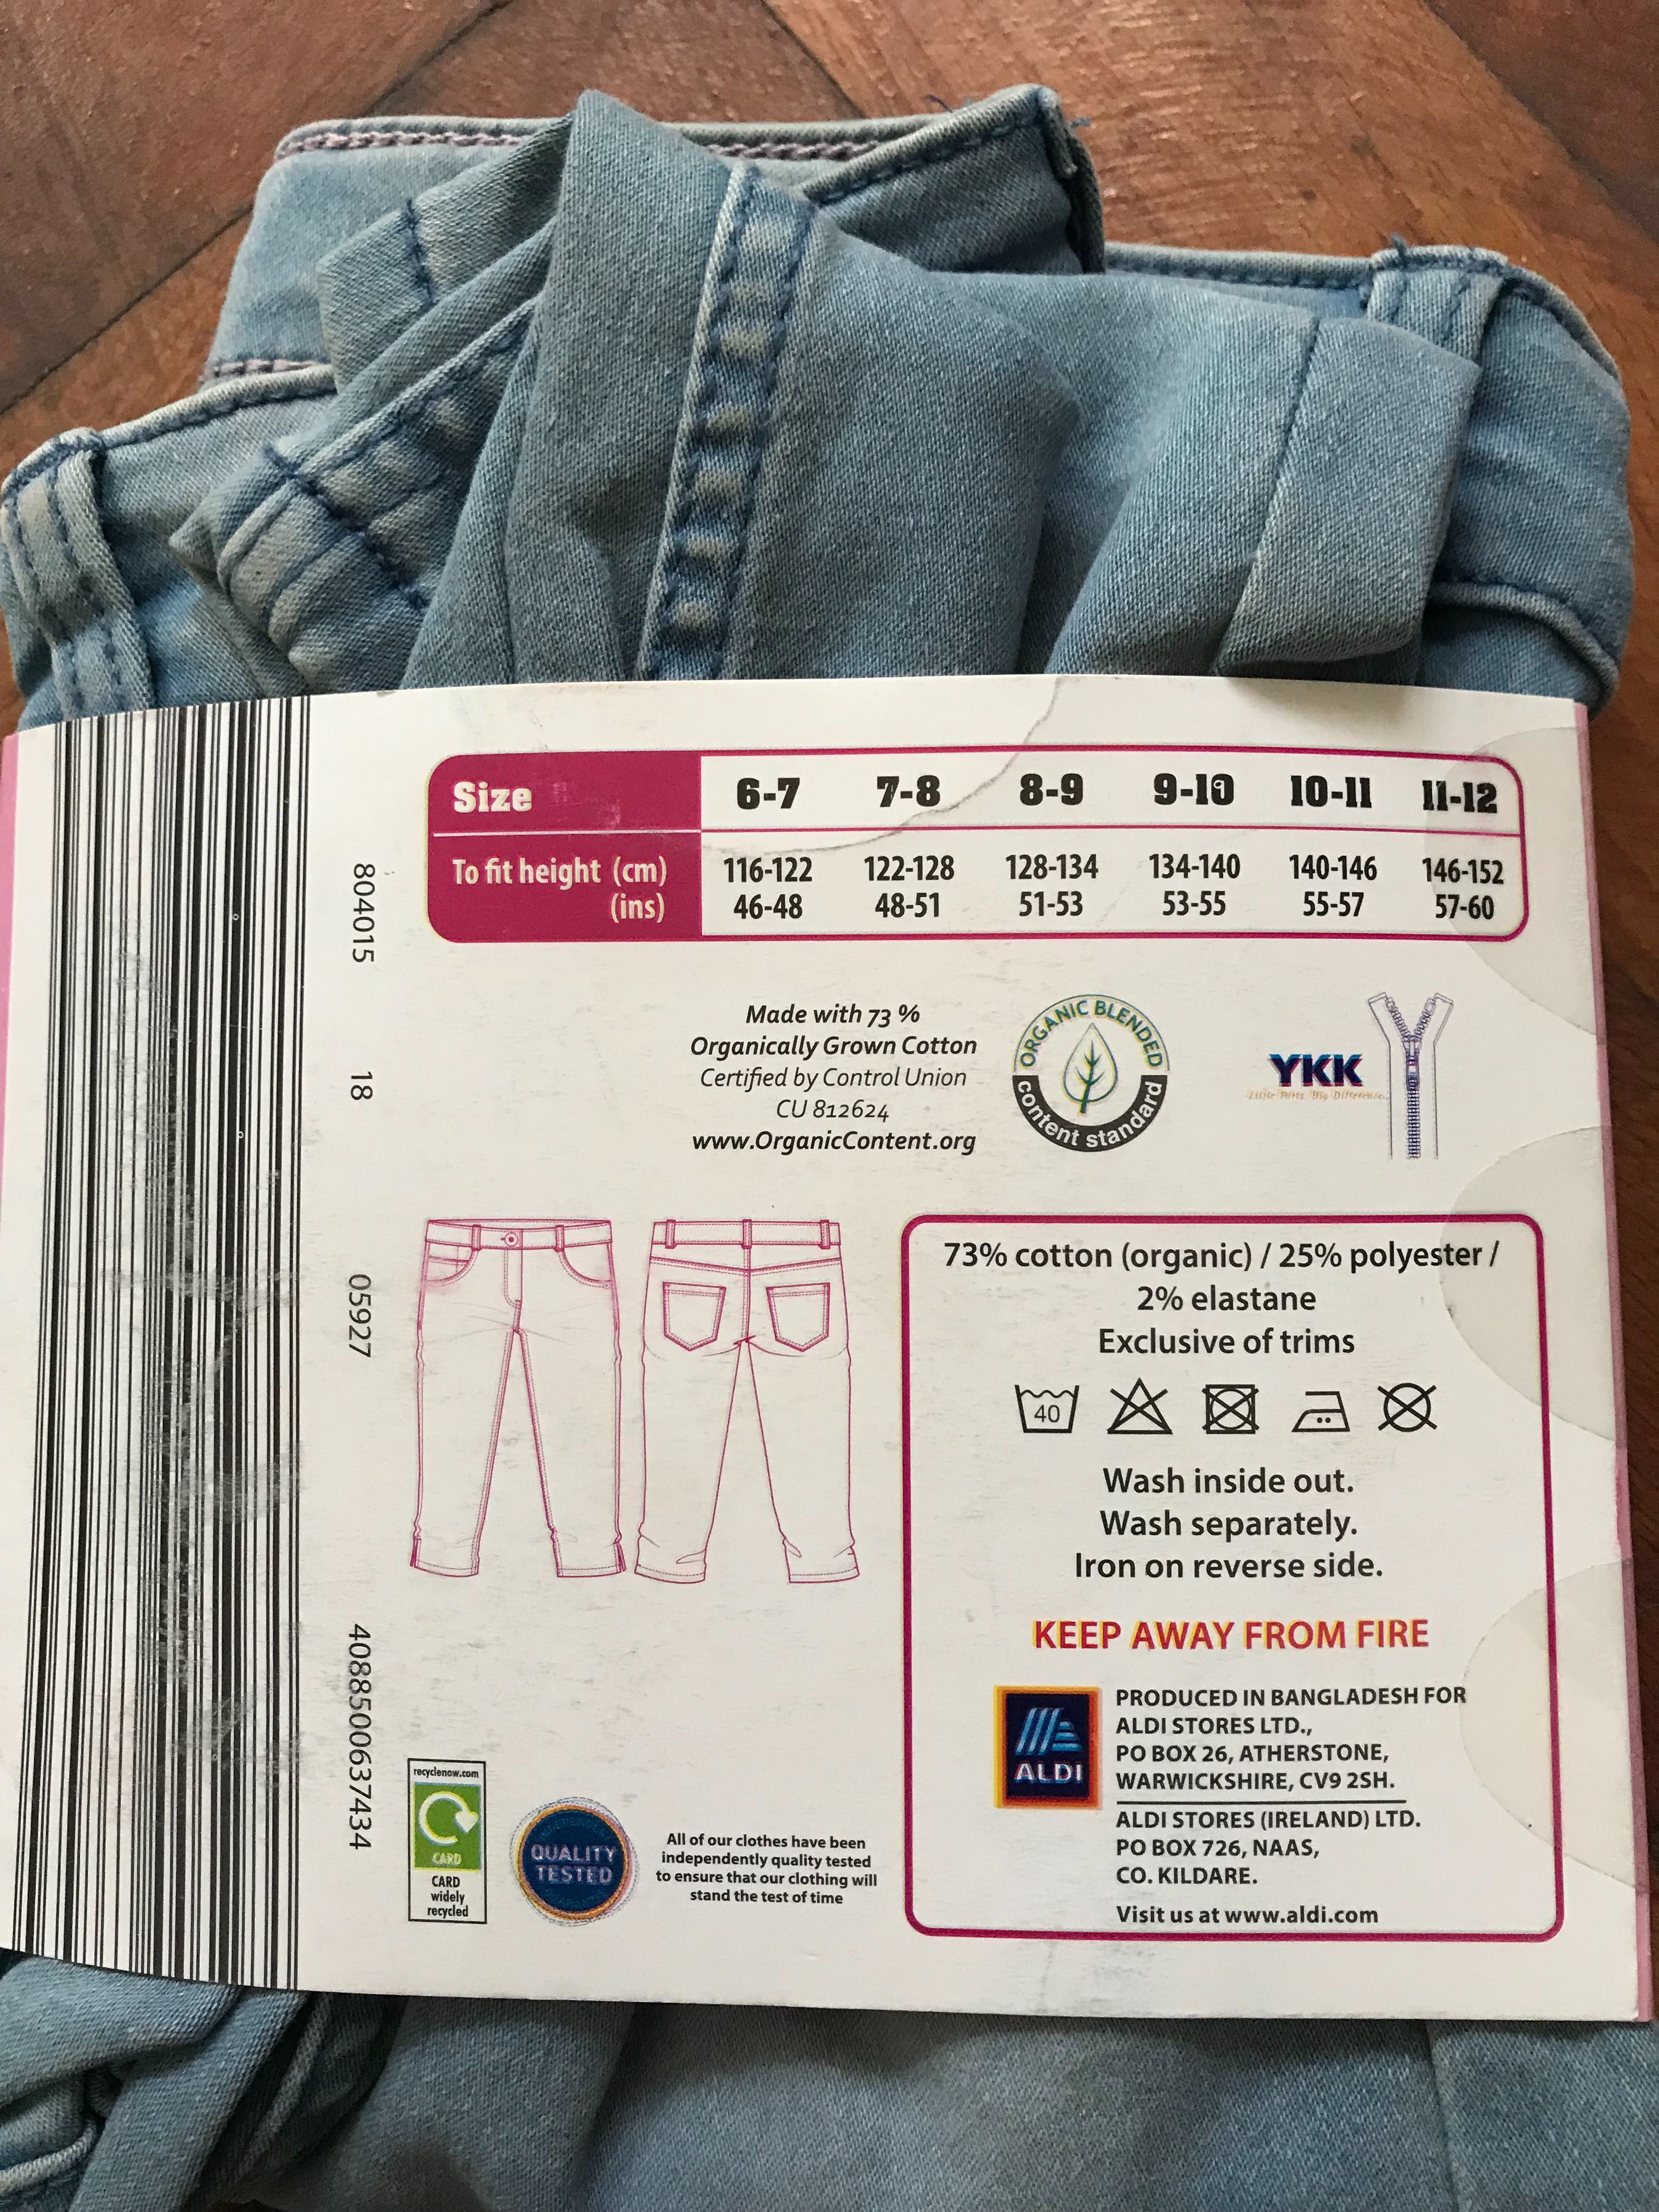 Size 6-7 7-8 8-9 9-10 10-11 11-12
To fit height (cm) 116-122 122-128 128-134 134-140 140-146 146-152
(ins) 46-48 48-51 51-53 53-55 55-57 57-60
804015 18 05927 4088500637434
Made with 73 %
Organically Grown Cotton
Certified by Control Union
CU 812624
www.OrganicContent.org
ORGANIC BLENDED
content standard
YKK
Little Parts. Big Difference.
73% cotton (organic) / 25% polyester /
2% elastane
Exclusive of trims
40
Wash inside out.
Wash separately.
Iron on reverse side.
KEEP AWAY FROM FIRE
ALDI
PRODUCED IN BANGLADESH FOR
ALDI STORES LTD.,
PO BOX 26, ATHERSTONE,
WARWICKSHIRE, CV9 2SH.
ALDI STORES (IRELAND) LTD.
PO BOX 726, NAAS,
CO. KILDARE.
Visit us at www.aldi.com
recyclenow.com
CARD
CARD
widely
recycled
QUALITY
TESTED
All of our clothes have been
independently quality tested
to ensure that our clothing will
stand the test of time